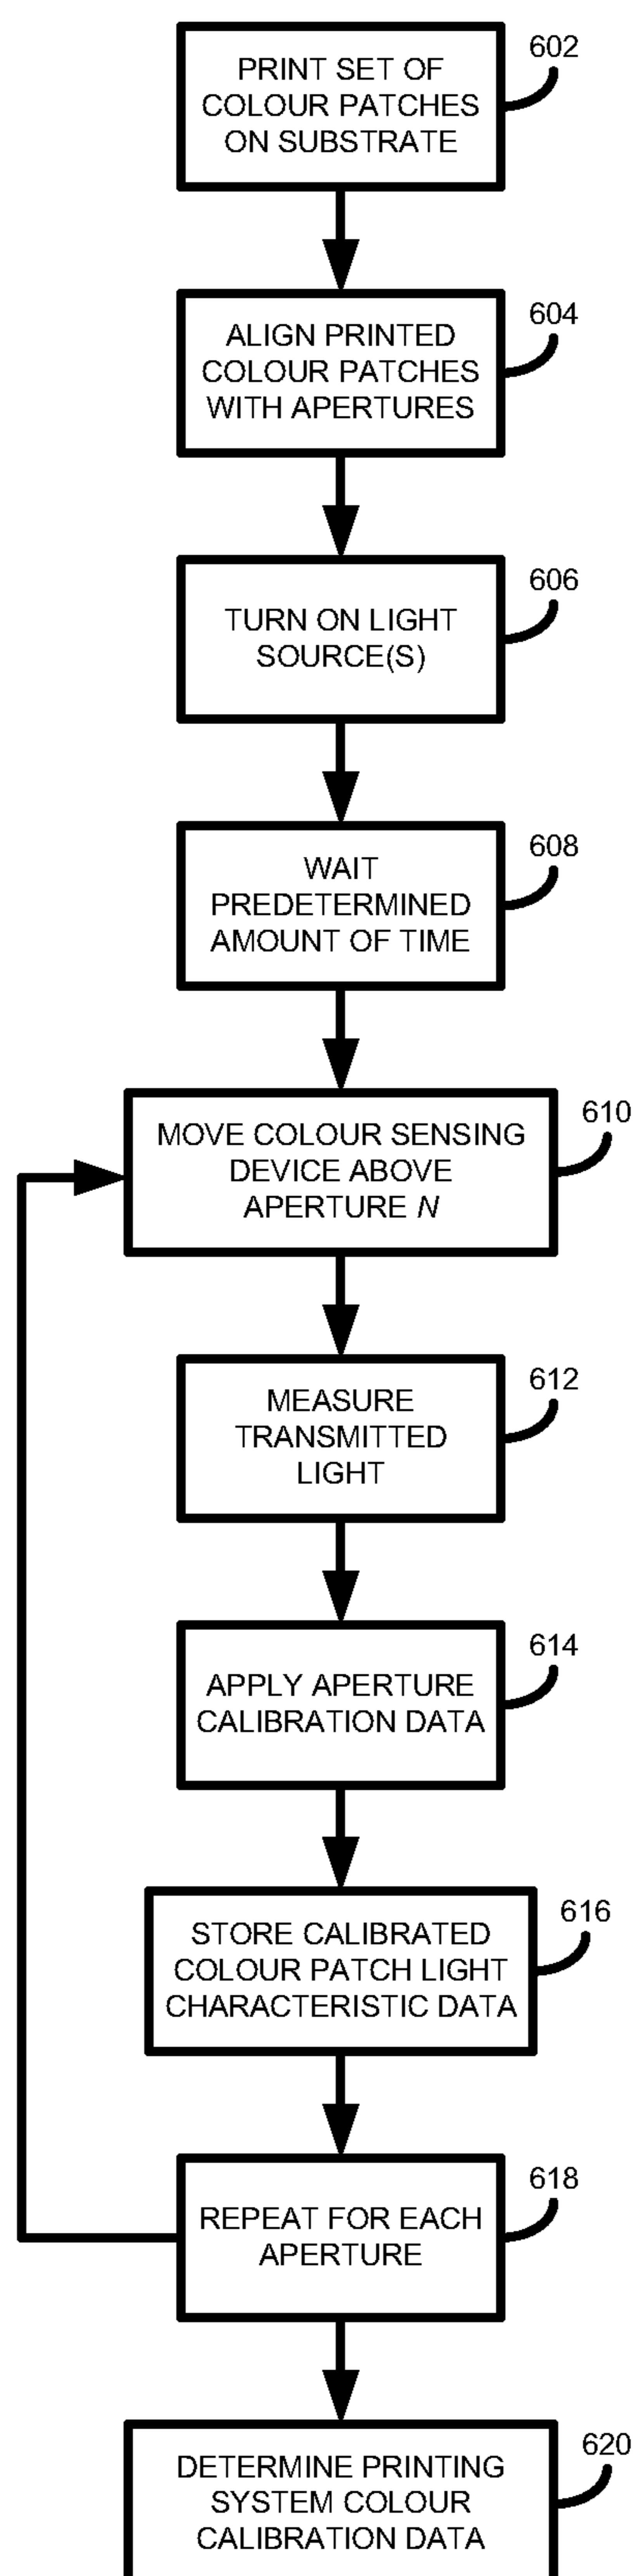 PRINT SET OF
COLOUR PATCHES
ON SUBSTRATE
602
ALIGN PRINTED
COLOUR PATCHES
WITH APERTURES
604
TURN ON LIGHT
SOURCE(S)
606
WAIT
PREDETERMINED
AMOUNT OF TIME
608
MOVE COLOUR SENSING
DEVICE ABOVE
APERTURE N
610
MEASURE
TRANSMITTED
LIGHT
612
APPLY APERTURE
CALIBRATION DATA
614
STORE CALIBRATED
COLOUR PATCH LIGHT
CHARACTERISTIC DATA
616
REPEAT FOR EACH
APERTURE
618
DETERMINE PRINTING
SYSTEM COLOUR
CALIBRATION DATA
620